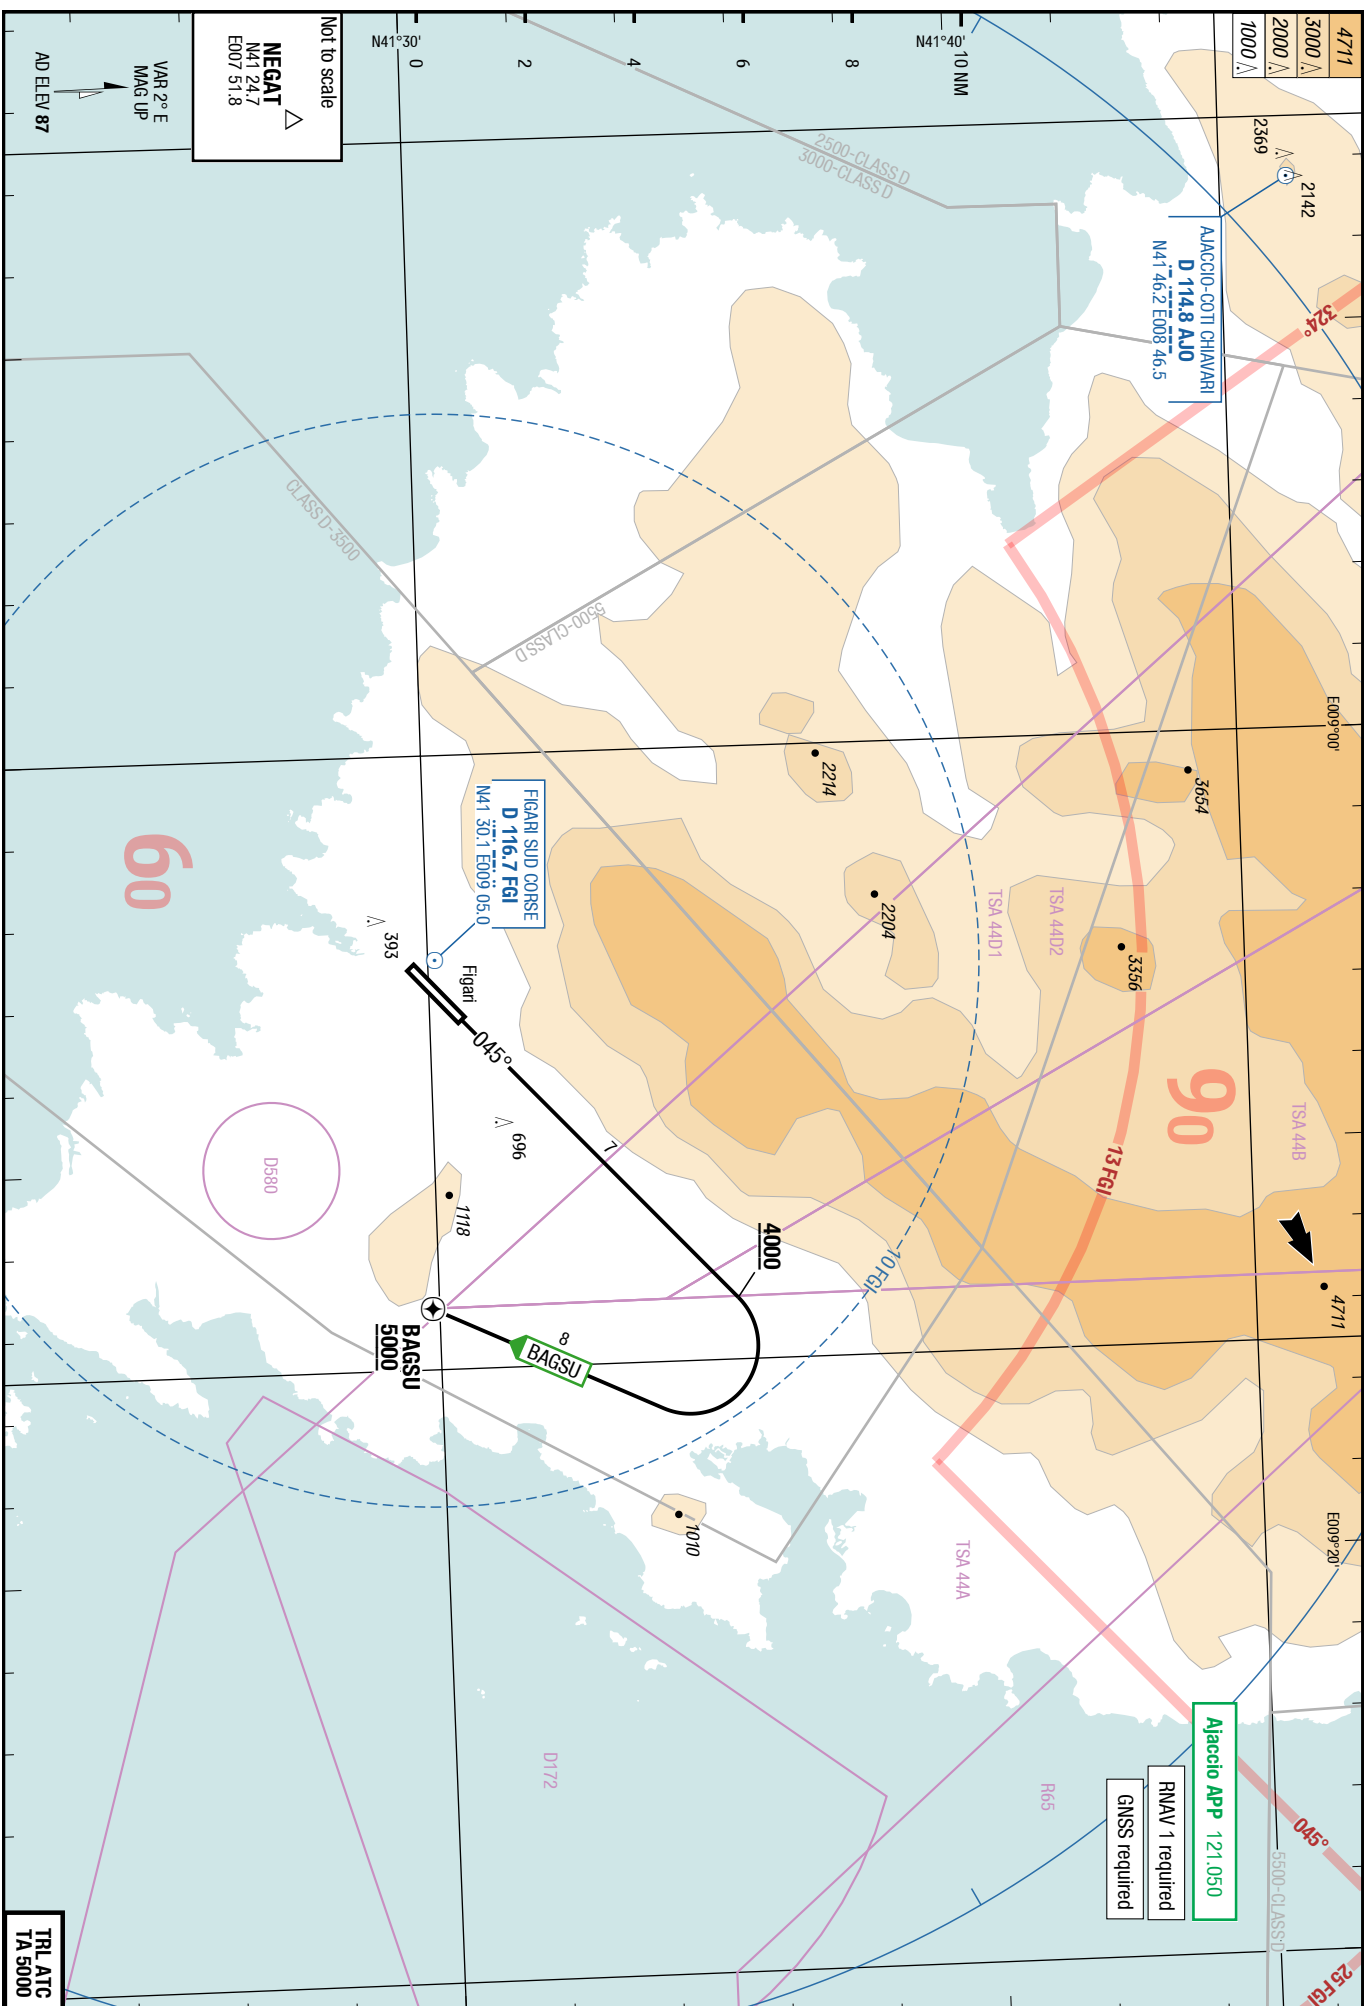 4711
3000
2000
1000
2369
2142
AJACCIO-COTI CHIAVARI
D 114.8 AJO
N41 46.2 E008 46.5
324°
N41°40'
10 NM
8
6
4
2
0
N41°30'
2500-CLASS D
3000-CLASS D
Not to scale
NEGAT
N41 24.7
E007 51.8
VAR 2° E
MAG UP
AD ELEV 87
CLASS D-3500
5500-CLASS D
E009°00'
3654
2214
2204
3356
TSA 44D2
TSA 44D1
FIGARI SUD CORSE
D 116.7 FGI
N41 30.1 E009 05.0
60
90
393
Figari
045°
TSA 44B
13 FGI
696
7
1118
D580
4000
10 FGI
4711
8
BAGSU
BAGSU
5000
1010
E009°20'
TSA 44A
Ajaccio APP 121.050
RNAV 1 required
GNSS required
R65
D172
045°
5500-CLASS D
25 FGI
TRL ATC
TA 5000